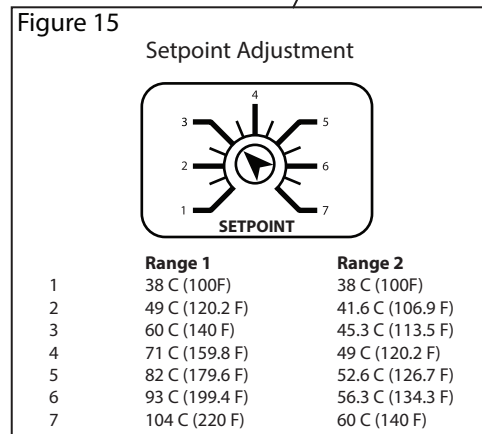 Figure 15
Setpoint Adjustment
4
3 5
2 6
1 7
SETPOINT
Range 1 Range 2
1 38 C (100F) 38 C (100F)
2 49 C (120.2 F) 41.6 C (106.9 F)
3 60 C (140 F) 45.3 C (113.5 F)
4 71 C (159.8 F) 49 C (120.2 F)
5 82 C (179.6 F) 52.6 C (126.7 F)
6 93 C (199.4 F) 56.3 C (134.3 F)
7 104 C (220 F) 60 C (140 F)